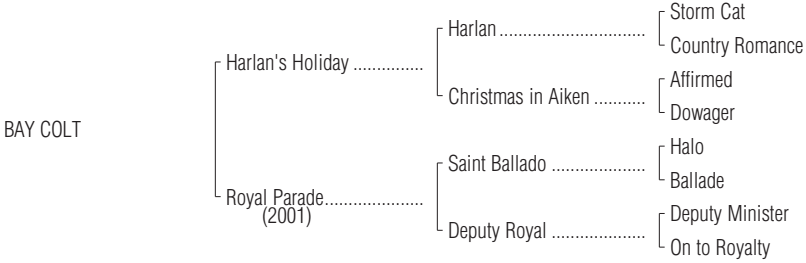 Storm Cat
Harlan..............................
Country Romance
Harlan's Holiday ...............
Affirmed
Christmas in Aiken ...........
Dowager
BAY COLT
Halo
Saint Ballado ....................
Ballade
Royal Parade.....................
(2001)
Deputy Minister
Deputy Royal ....................
On to Royalty